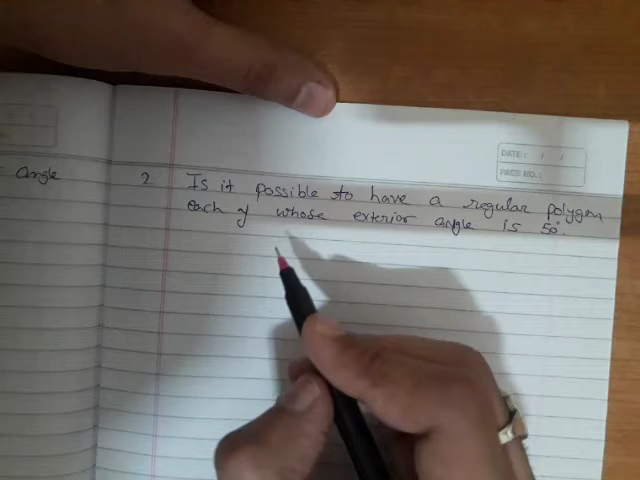 angle
DATE: / /
PAGE NO.:
2. Is it possible to have a regular polygon
each of whose exterior angle is 50°.